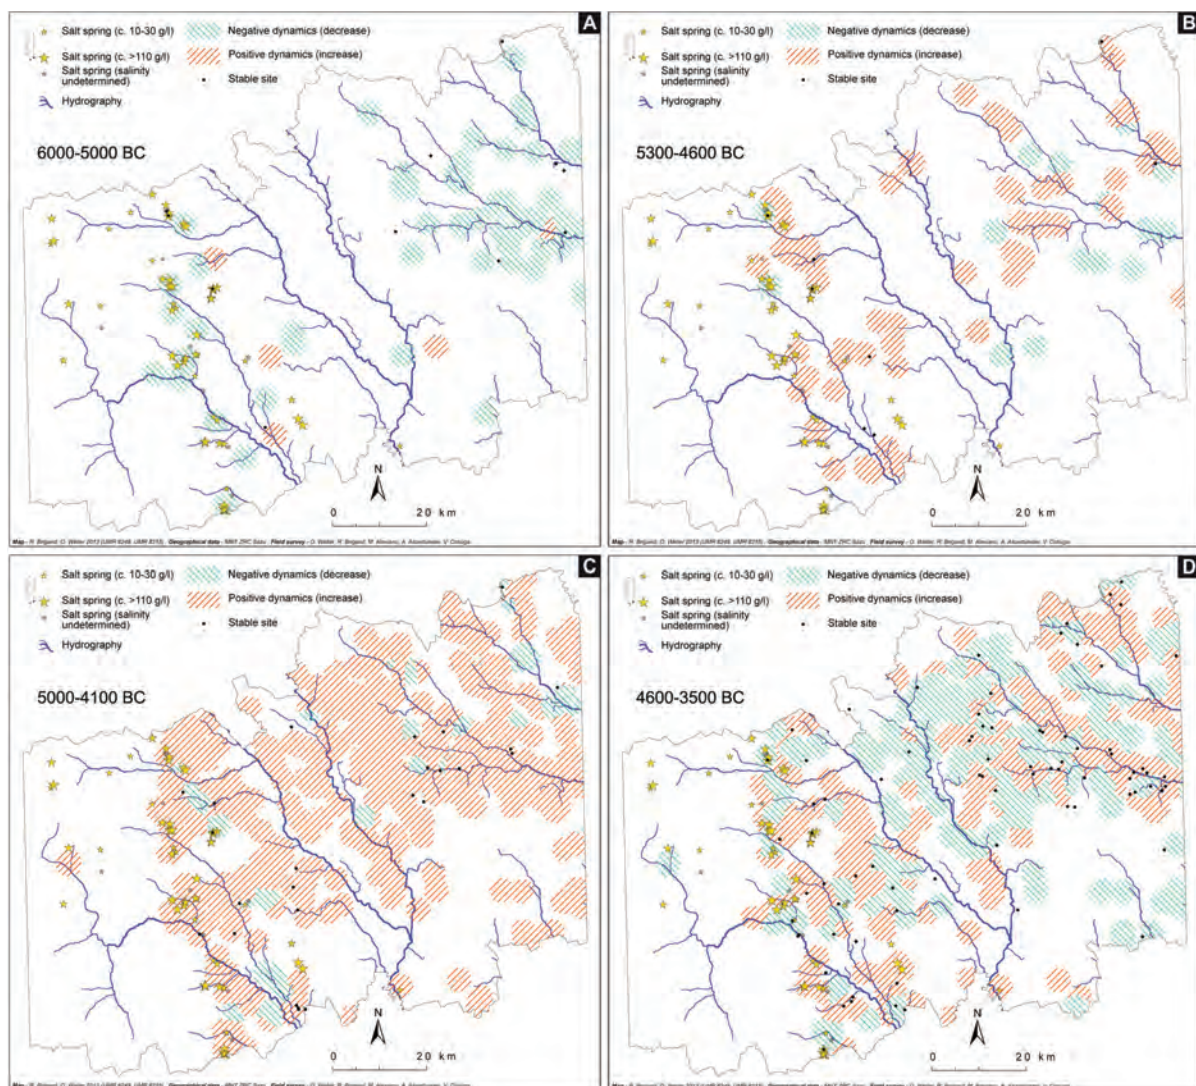 A
Salt spring (c. 10-30 g/l)
Salt spring (c. >110 g/l)
Salt spring (salinity
undetermined)
Hydrography
Negative dynamics (decrease)
Positive dynamics (increase)
Stable site
6000-5000 BC
N
0 20 km
B
Salt spring (c. 10-30 g/l)
Salt spring (c. >110 g/l)
Salt spring (salinity
undetermined)
Hydrography
Negative dynamics (decrease)
Positive dynamics (increase)
Stable site
5300-4600 BC
N
0 20 km
C
Salt spring (c. 10-30 g/l)
Salt spring (c. >110 g/l)
Salt spring (salinity
undetermined)
Hydrography
Negative dynamics (decrease)
Positive dynamics (increase)
Stable site
5000-4100 BC
N
0 20 km
D
Salt spring (c. 10-30 g/l)
Salt spring (c. >110 g/l)
Salt spring (salinity
undetermined)
Hydrography
Negative dynamics (decrease)
Positive dynamics (increase)
Stable site
4600-3500 BC
N
0 20 km